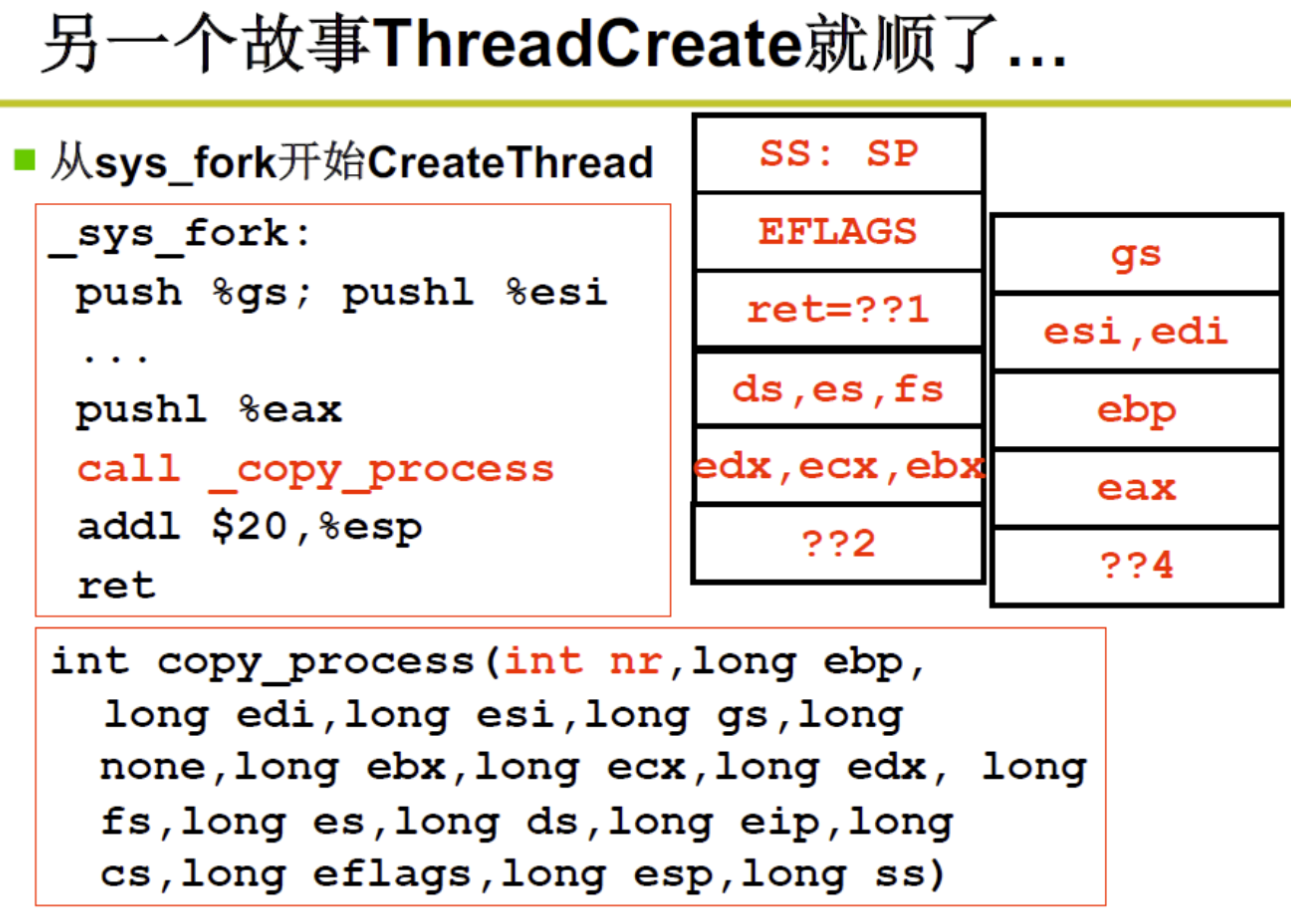 另一个故事ThreadCreate就顺了…
从sys_fork开始CreateThread
_sys_fork:
push %gs; pushl %esi
...
pushl %eax
call _copy_process
addl $20,%esp
ret
SS: SP
EFLAGS
ret=??1
ds,es,fs
edx,ecx,ebx
??2
gs
esi,edi
ebp
eax
??4
int copy_process(int nr,long ebp,
long edi,long esi,long gs,long
none,long ebx,long ecx,long edx, long
fs,long es,long ds,long eip,long
cs,long eflags,long esp,long ss)